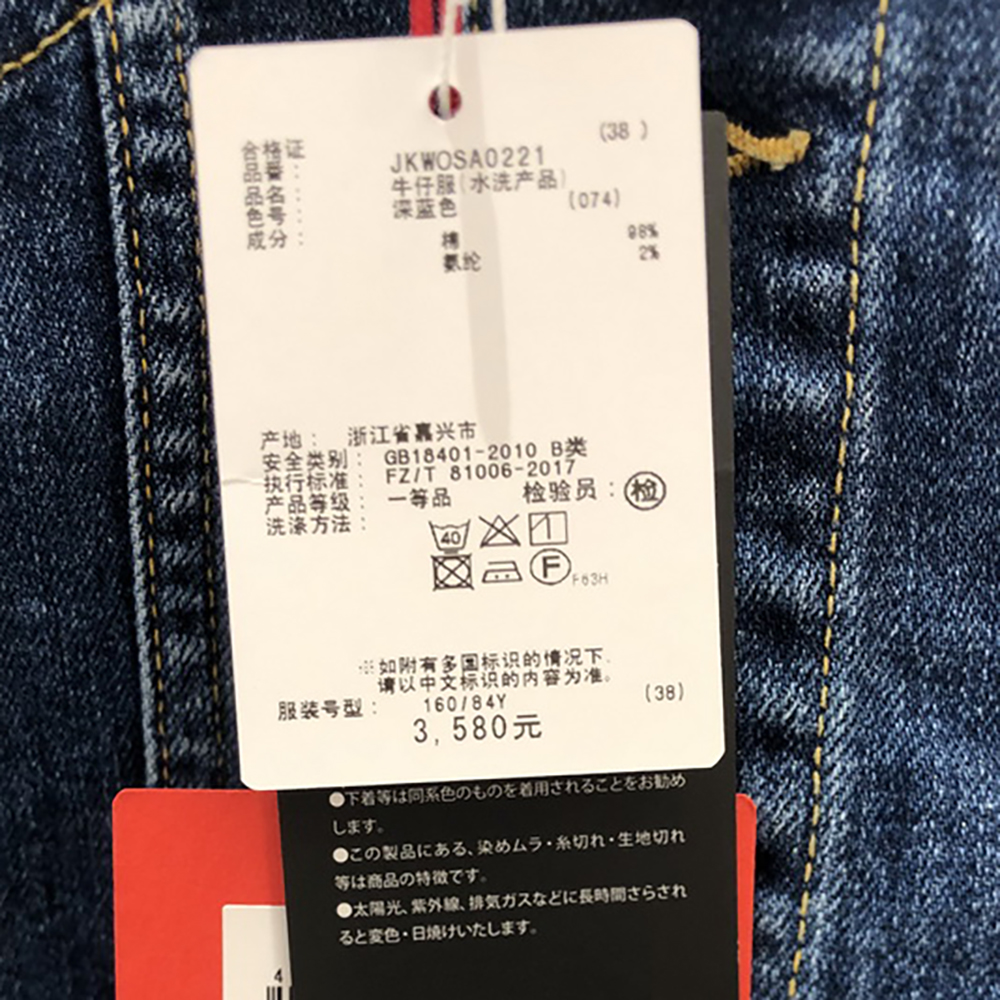 合格证
(38 )
品番： JKWOSA0221
品名： 牛仔服(水洗产品)
色号： 深蓝色 (074)
成分： 棉 98%
氨纶 2%
产地： 浙江省嘉兴市
安全类别： GB18401-2010 B类
执行标准： FZ/T 81006-2017
产品等级： 一等品 检验员： 检
洗涤方法：
40
F F63H
※如附有多国标识的情况下.
请以中文标识的内容为准。
服装号型： 160/84Y (38)
3,580元
●下着等は同系色のものを着用されることをお勧め
します。
●この製品にある、染めムラ・糸切れ・生地切れ
等は商品の特徴です。
●太陽光、紫外線、排気ガスなどに長時間さらされ
ると変色・日焼けいたします。
4